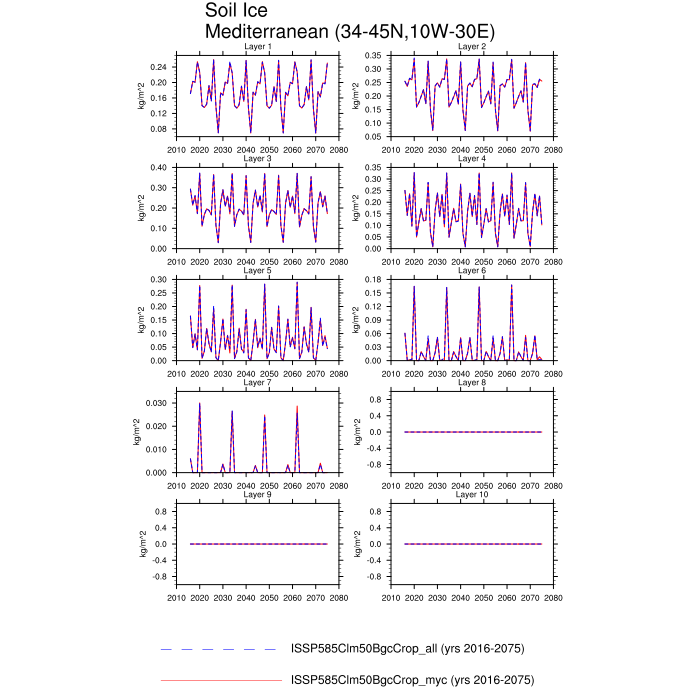 Soil Ice
Mediterranean (34-45N,10W-30E)
Layer 1
Layer 2
kg/m^2
0.24
0.20
0.16
0.12
0.08
2010 2020 2030 2040 2050 2060 2070 2080
kg/m^2
0.35
0.30
0.25
0.20
0.15
0.10
0.05
2010 2020 2030 2040 2050 2060 2070 2080
Layer 3
Layer 4
kg/m^2
0.40
0.30
0.20
0.10
0.00
2010 2020 2030 2040 2050 2060 2070 2080
kg/m^2
0.35
0.30
0.25
0.20
0.15
0.10
0.05
0.00
2010 2020 2030 2040 2050 2060 2070 2080
Layer 5
Layer 6
kg/m^2
0.30
0.25
0.20
0.15
0.10
0.05
0.00
2010 2020 2030 2040 2050 2060 2070 2080
kg/m^2
0.18
0.15
0.12
0.09
0.06
0.03
0.00
2010 2020 2030 2040 2050 2060 2070 2080
Layer 7
Layer 8
kg/m^2
0.030
0.020
0.010
0.000
2010 2020 2030 2040 2050 2060 2070 2080
kg/m^2
0.8
0.4
0.0
-0.4
-0.8
2010 2020 2030 2040 2050 2060 2070 2080
Layer 9
Layer 10
kg/m^2
0.8
0.4
0.0
-0.4
-0.8
2010 2020 2030 2040 2050 2060 2070 2080
kg/m^2
0.8
0.4
0.0
-0.4
-0.8
2010 2020 2030 2040 2050 2060 2070 2080
ISSP585Clm50BgcCrop_all (yrs 2016-2075)
ISSP585Clm50BgcCrop_myc (yrs 2016-2075)